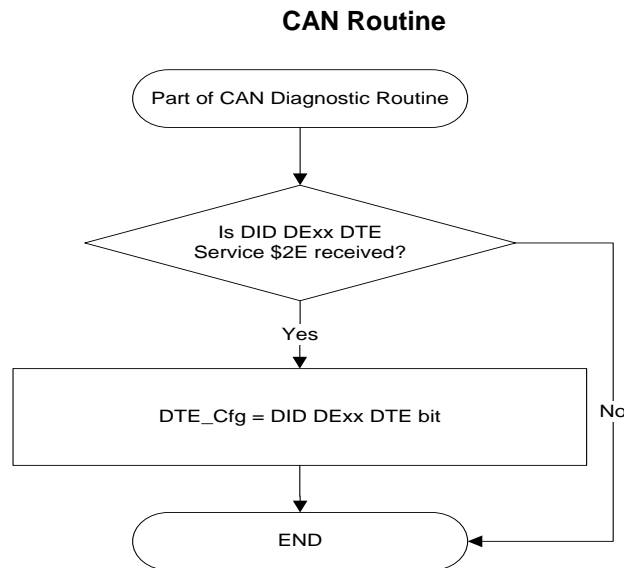 CAN Routine
Part of CAN Diagnostic Routine
Is DID DExx DTE
Service $2E received?
Yes
DTE_Cfg = DID DExx DTE bit
No
END